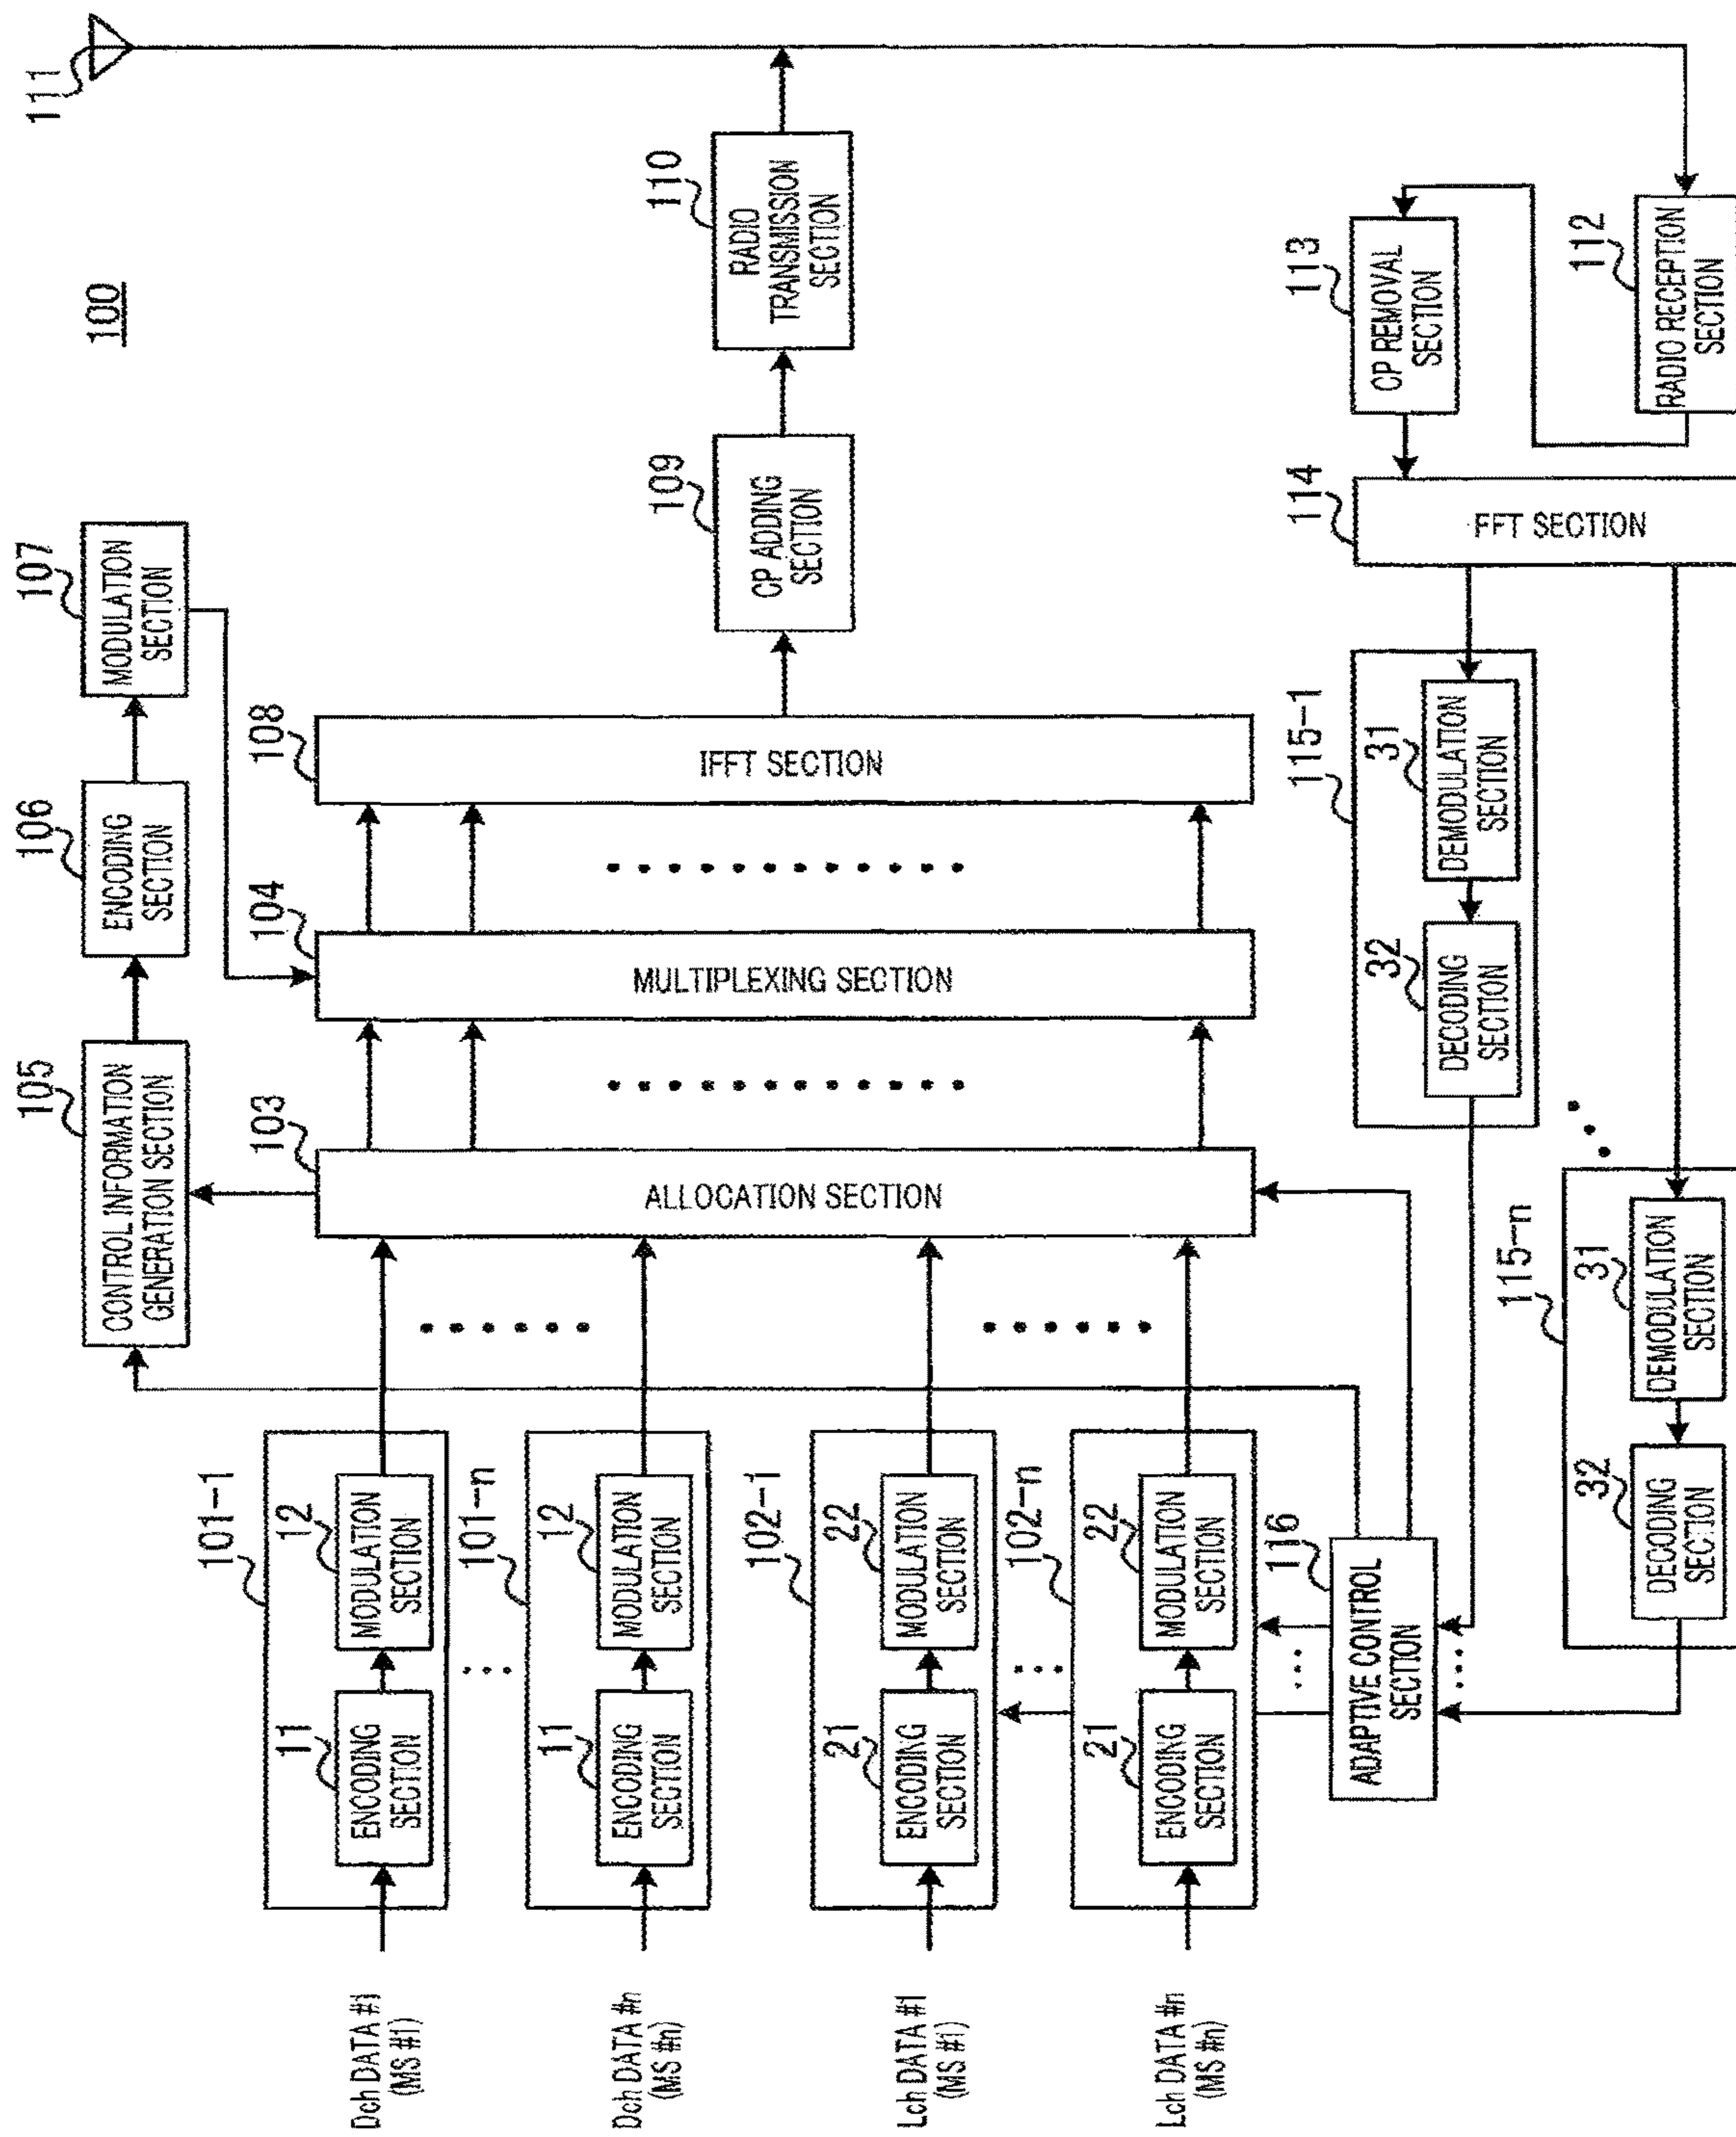 100
111
105
CONTROL INFORMATION
GENERATION SECTION
106
ENCODING
SECTION
107
MODULATION
SECTION
Dch DATA #1
(MS #1)
101-1
11
ENCODING
SECTION
12
MODULATION
SECTION
Dch DATA #n
(MS #n)
101-n
11
ENCODING
SECTION
12
MODULATION
SECTION
Lch DATA #1
(MS #1)
102-1
21
ENCODING
SECTION
22
MODULATION
SECTION
Lch DATA #n
(MS #n)
102-n
21
ENCODING
SECTION
22
MODULATION
SECTION
103
ALLOCATION SECTION
104
MULTIPLEXING SECTION
108
IFFT SECTION
109
CP ADDING
SECTION
110
RADIO
TRANSMISSION
SECTION
116
ADAPTIVE CONTROL
SECTION
115-1
32
DECODING
SECTION
31
DEMODULATION
SECTION
114
FFT SECTION
113
CP REMOVAL
SECTION
112
RADIO RECEPTION
SECTION
115-n
32
DECODING
SECTION
31
DEMODULATION
SECTION